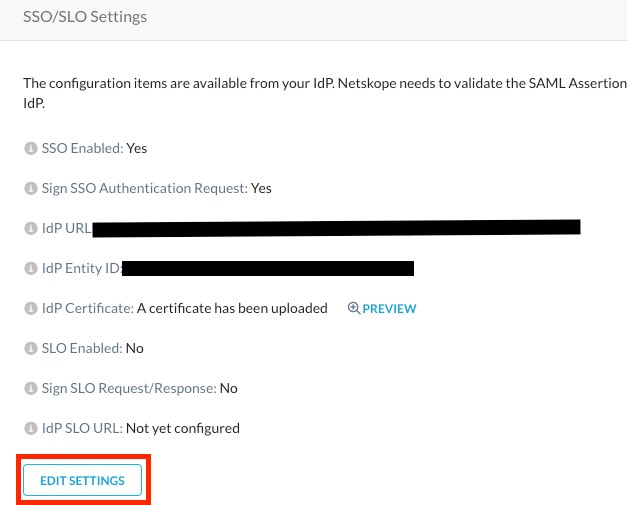 SSO/SLO Settings
The configuration items are available from your IdP. Netskope needs to validate the SAML Assertion
IdP.
SSO Enabled: Yes
Sign SSO Authentication Request: Yes
IdP URL
IdP Entity ID:
IdP Certificate: A certificate has been uploaded PREVIEW
SLO Enabled: No
Sign SLO Request/Response: No
IdP SLO URL: Not yet configured
EDIT SETTINGS